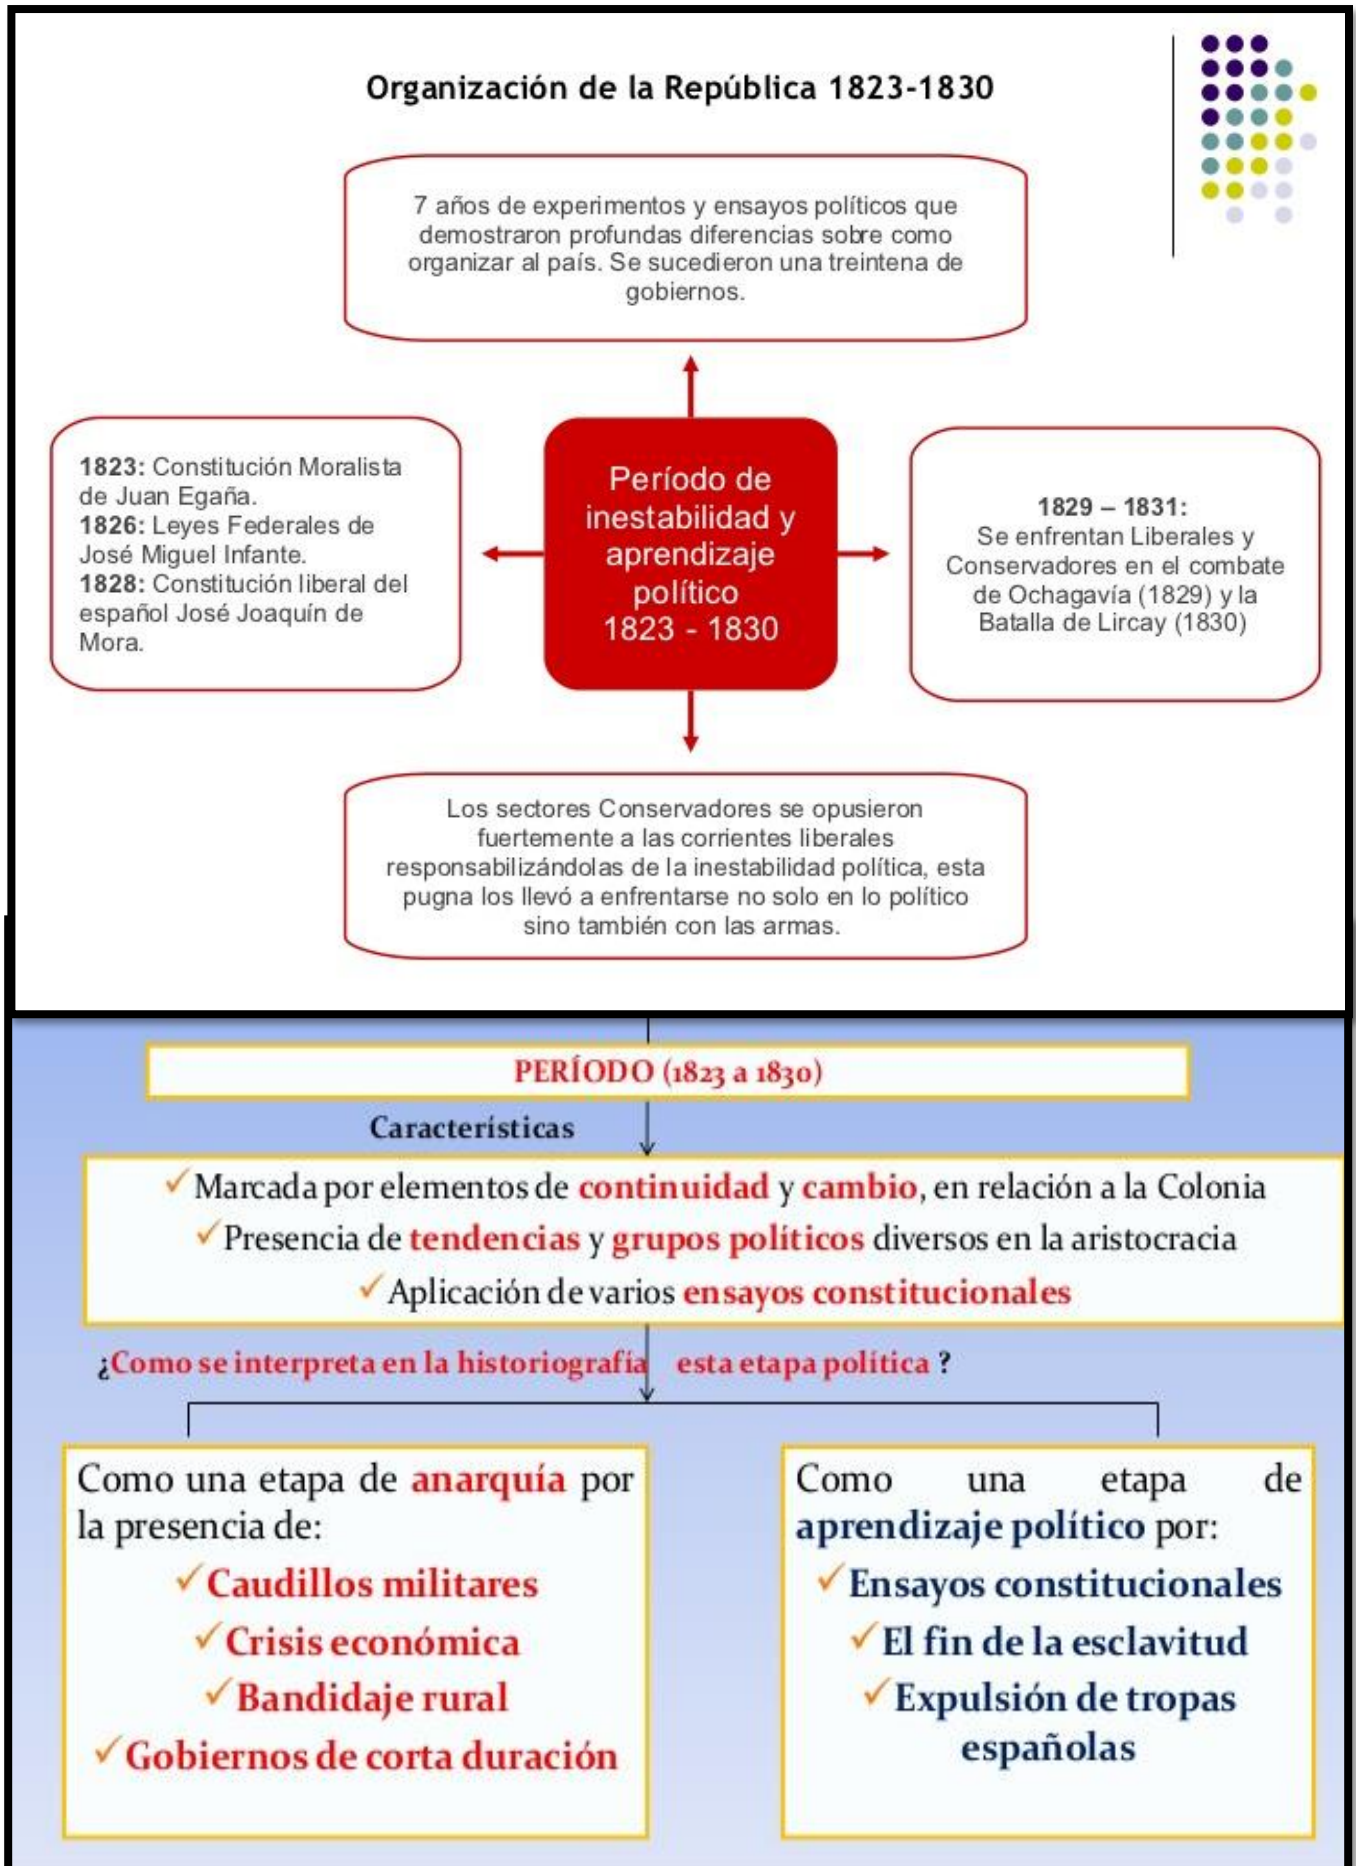 Organización de la República 1823-1830
7 años de experimentos y ensayos políticos que
demostraron profundas diferencias sobre como
organizar al país. Se sucedieron una treintena de
gobiernos.
1823: Constitución Moralista
de Juan Egaña.
1826: Leyes Federales de
José Miguel Infante.
1828: Constitución liberal del
español José Joaquín de
Mora.
Período de
inestabilidad y
aprendizaje
político
1823 - 1830
1829 – 1831:
Se enfrentan Liberales y
Conservadores en el combate
de Ochagavía (1829) y la
Batalla de Lircay (1830)
Los sectores Conservadores se opusieron
fuertemente a las corrientes liberales
responsabilizándolas de la inestabilidad política, esta
pugna los llevó a enfrentarse no solo en lo político
sino también con las armas.
PERÍODO (1823 a 1830)
Características
✓Marcada por elementos de continuidad y cambio, en relación a la Colonia
✓Presencia de tendencias y grupos políticos diversos en la aristocracia
✓Aplicación de varios ensayos constitucionales
¿Como se interpreta en la historiografía esta etapa política ?
Como una etapa de anarquía por
la presencia de:
✓Caudillos militares
✓Crisis económica
✓Bandidaje rural
✓Gobiernos de corta duración
Como una etapa de
aprendizaje político por:
✓Ensayos constitucionales
✓El fin de la esclavitud
✓Expulsión de tropas
españolas